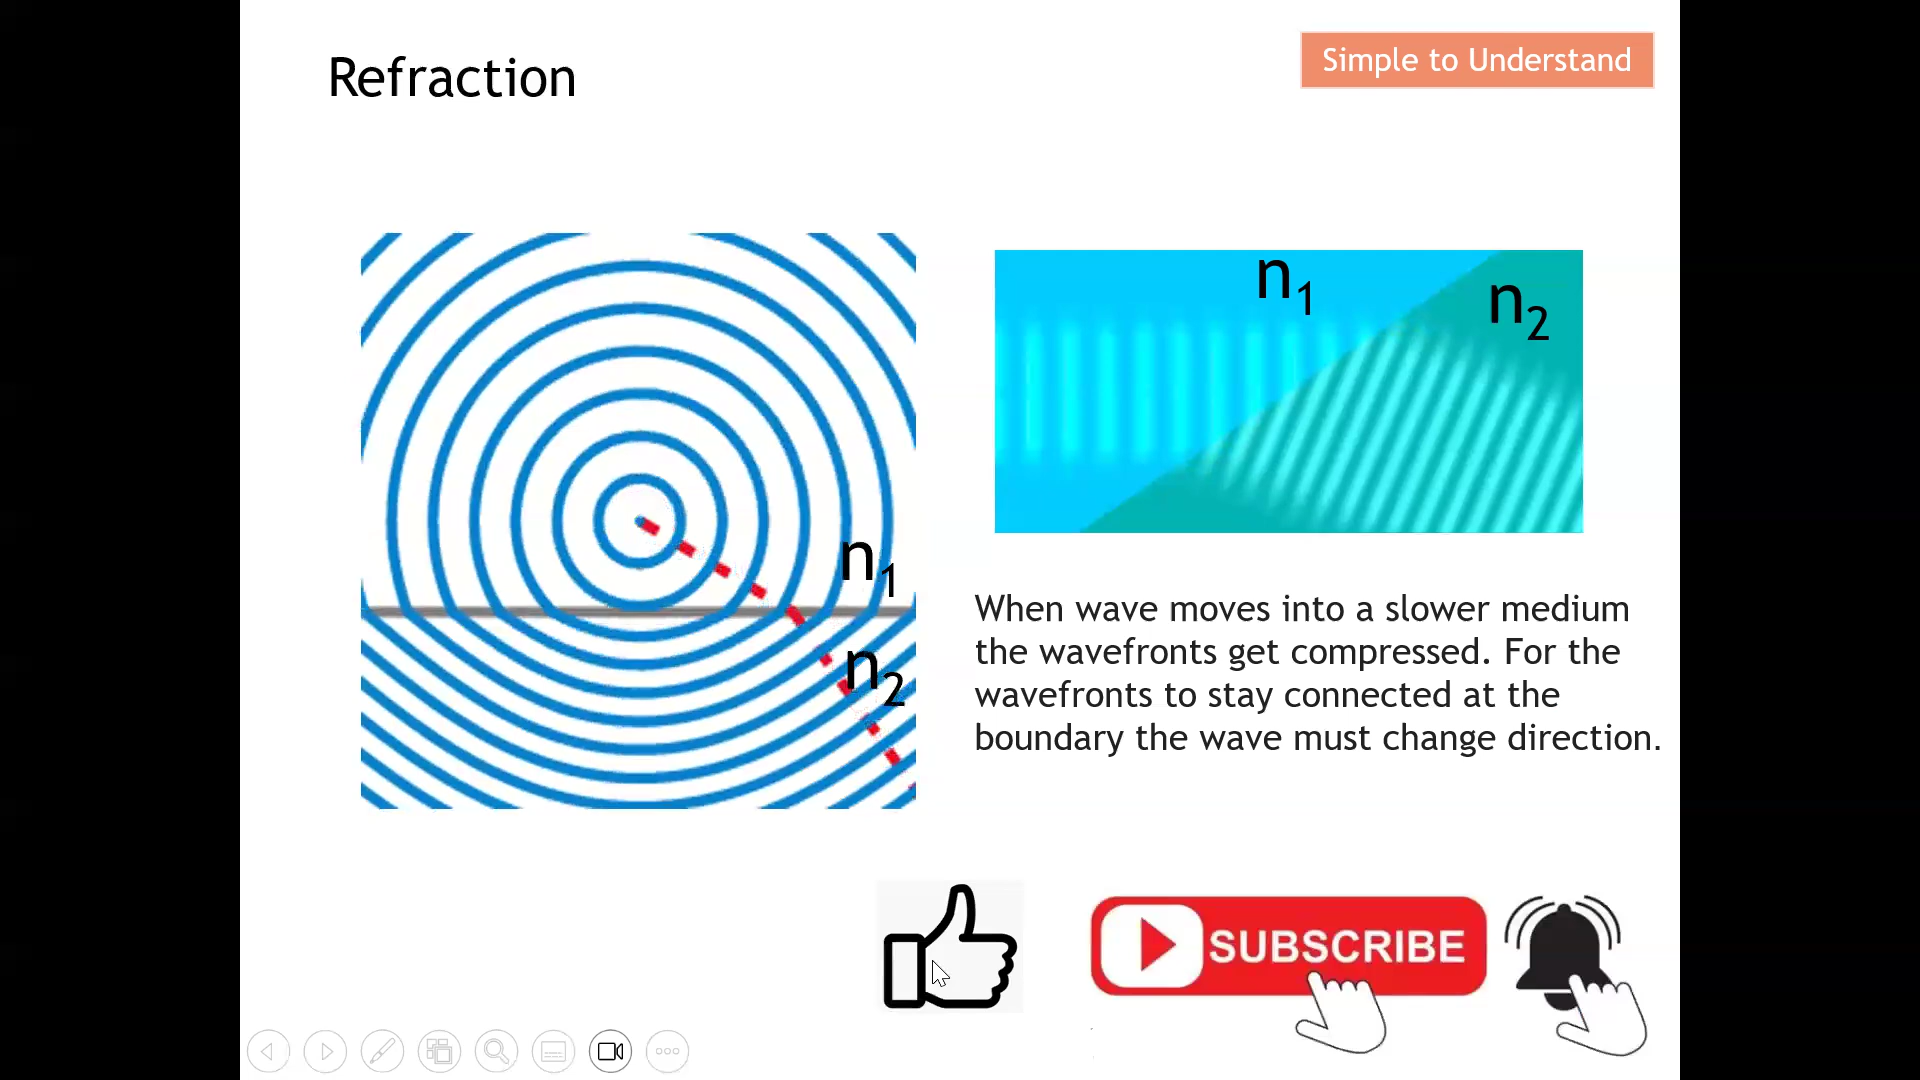 Refraction
Simple to Understand
n1
n2
n1
n2
When wave moves into a slower medium
the wavefronts get compressed. For the
wavefronts to stay connected at the
boundary the wave must change direction.
SUBSCRIBE